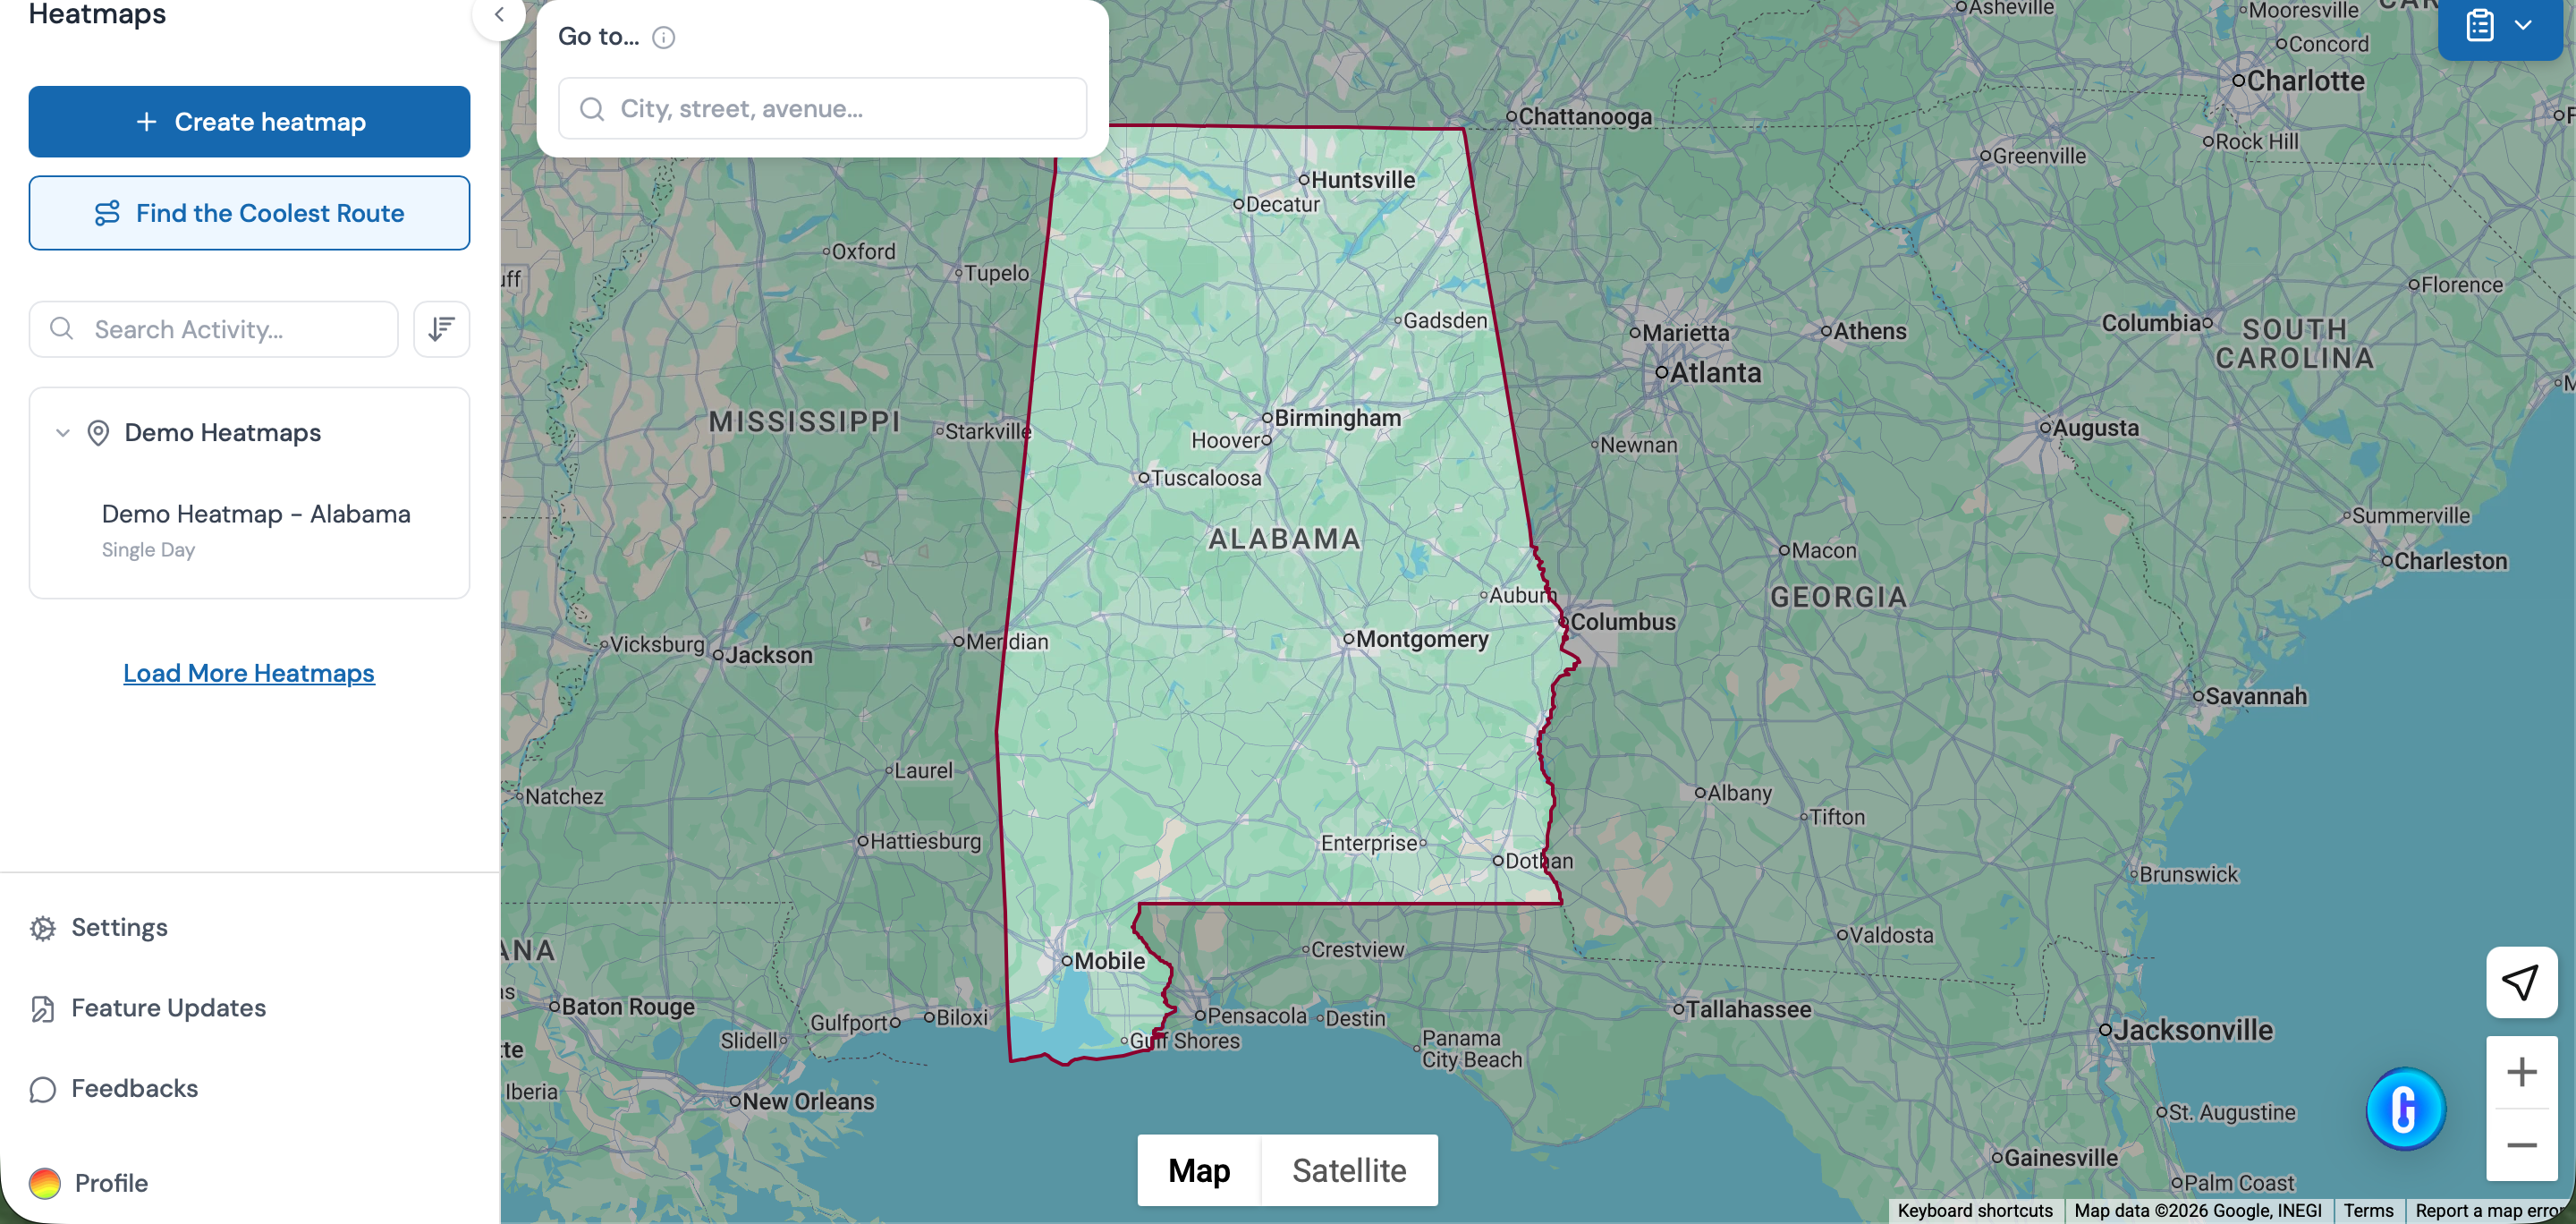 Heatmaps
Create heatmap
Find the Coolest Route
Search Activity...
Demo Heatmaps
Demo Heatmap - Alabama
Single Day
Load More Heatmaps
Settings
Feature Updates
Feedbacks
Profile
Go to...
City, street, avenue...
Asheville
Mooresville
Concord
Charlotte
Chattanooga
Rock Hill
Greenville
Huntsville
Decatur
Oxford
Tupelo
Florence
Gadsden
Marietta
Athens
Columbia
SOUTH
CAROLINA
Atlanta
MISSISSIPPI
Starkville
Birmingham
Hoover
Newnan
Augusta
Tuscaloosa
Summerville
ALABAMA
Macon
Charleston
Auburn
GEORGIA
Columbus
Vicksburg
Jackson
Meridian
Montgomery
Savannah
Laurel
Natchez
Albany
Tifton
Hattiesburg
Enterprise
Dothan
Brunswick
ANA
Mobile
Crestview
Valdosta
Baton Rouge
Gulfport
Biloxi
Pensacola
Destin
Tallahassee
Slidell
Gulf Shores
Panama
City Beach
Jacksonville
Iberia
New Orleans
St. Augustine
Gainesville
Palm Coast
Map
Satellite
Keyboard shortcuts
Map data ©2026 Google, INEGI
Terms
Report a map error